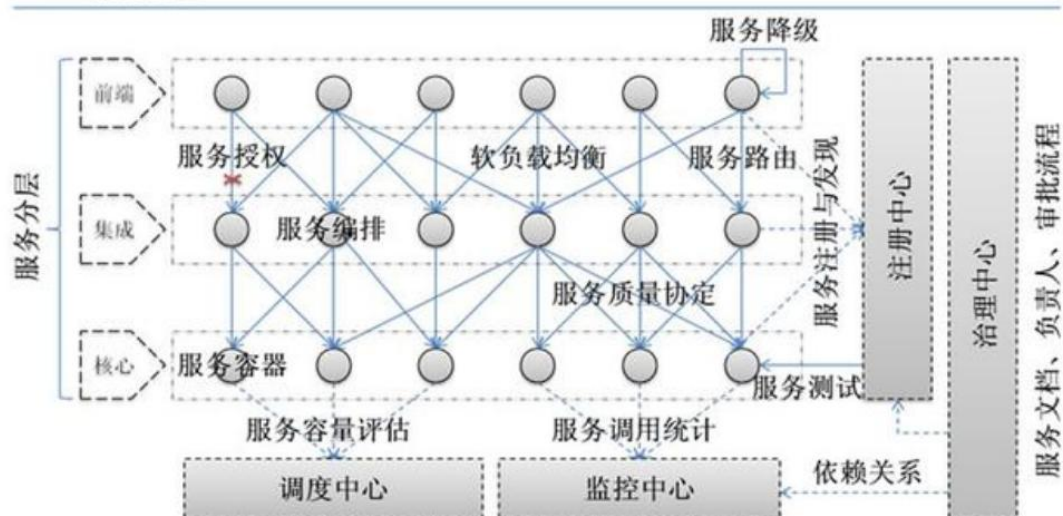 服务降级
前端
服务授权
软负载均衡
服务路由
服务分层
集成
服务编排
服务注册与发现
注册中心
治理中心
服务文档、负责人、审批流程
服务质量协定
核心
服务容器
服务测试
服务容量评估
服务调用统计
调度中心
监控中心
依赖关系